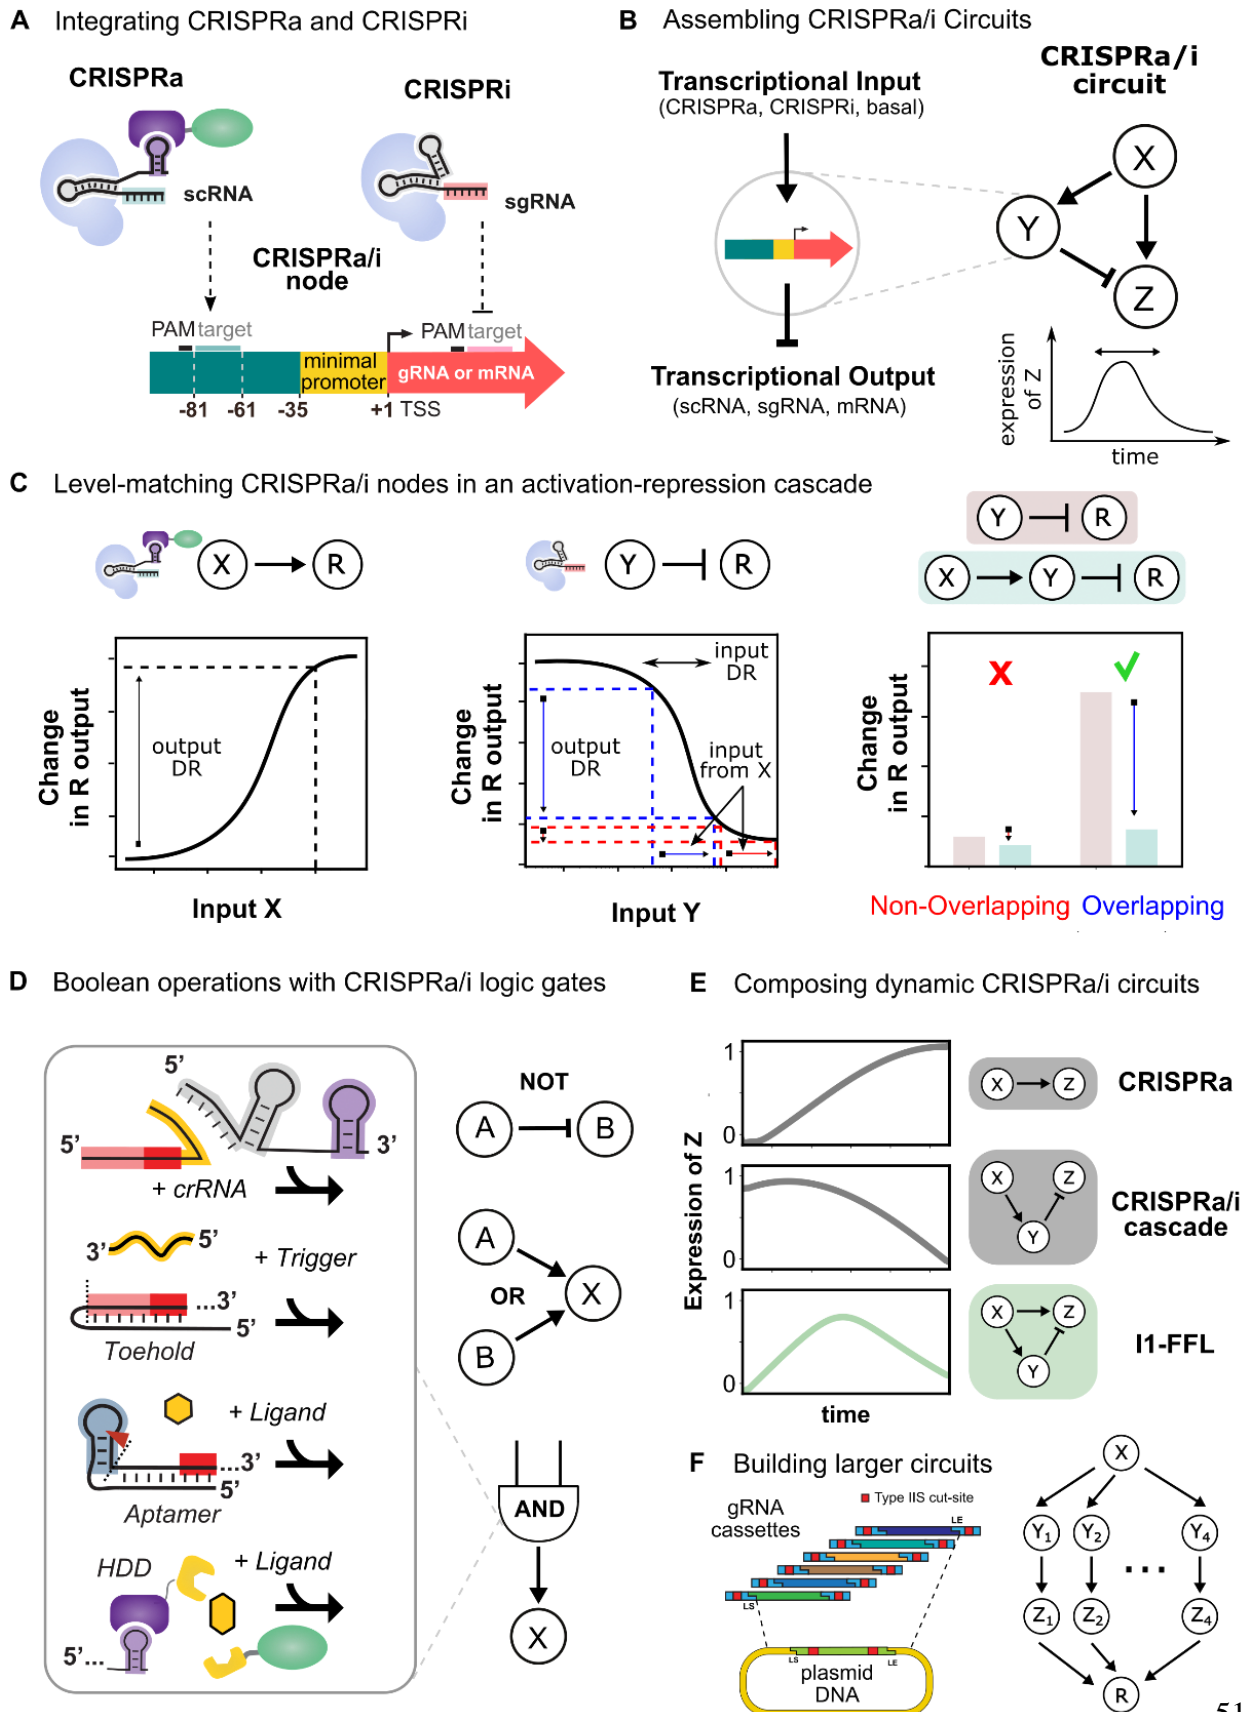 A Integrating CRISPRa and CRISPRi
CRISPRa
CRISPRi
scRNA
sgRNA
CRISPRa/i
node
PAM target
PAM target
minimal
promoter
gRNA or mRNA
-81 -61 -35 +1 TSS
B Assembling CRISPRa/i Circuits
Transcriptional Input
(CRISPRa, CRISPRi, basal)
Transcriptional Output
(scRNA, sgRNA, mRNA)
CRISPRa/i
circuit
X
Y
Z
expression
of Z
time
C Level-matching CRISPRa/i nodes in an activation-repression cascade
X R
Change
in R output
output
DR
Input X
Y R
Change
in R output
input
DR
output
DR
input
from X
Input Y
Y R
X Y R
Change
in R output
X
Non-Overlapping Overlapping
D Boolean operations with CRISPRa/i logic gates
5’
5’
3’
+ crRNA
3’ 5’
+ Trigger
...3’
5’
Toehold
+ Ligand
...3’
5’
Aptamer
HDD
+ Ligand
5’...
NOT
A B
A
OR X
B
AND
X
E Composing dynamic CRISPRa/i circuits
Expression of Z
1
0
X Z
CRISPRa
1
0
X Z
Y
CRISPRa/i
cascade
1
0
X Z
Y
I1-FFL
time
F Building larger circuits
gRNA
cassettes
Type IIS cut-site
LE
LS
LS LE
plasmid
DNA
X
Y1 Y2 Y4
...
Z1 Z2 Z4
R
51